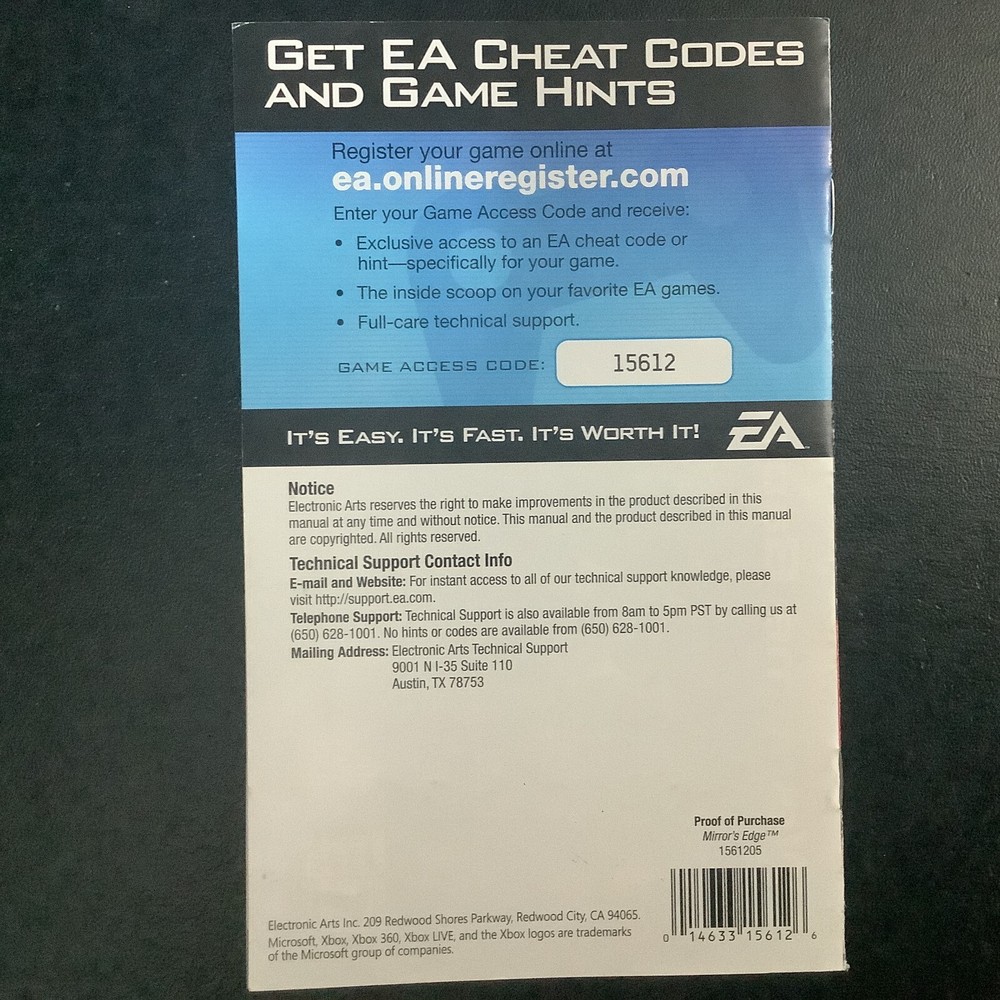 GET EA CHEAT CODES
AND GAME HINTS
Register your game online at
ea.onlineregister.com
Enter your Game Access Code and receive:
• Exclusive access to an EA cheat code or
hint—specifically for your game.
• The inside scoop on your favorite EA games.
• Full-care technical support.
GAME ACCESS CODE: 15612
IT'S EASY. IT'S FAST. IT'S WORTH IT! EA™
Notice
Electronic Arts reserves the right to make improvements in the product described in this
manual at any time and without notice. This manual and the product described in this manual
are copyrighted. All rights reserved.
Technical Support Contact Info
E-mail and Website: For instant access to all of our technical support knowledge, please
visit http://support.ea.com.
Telephone Support: Technical Support is also available from 8am to 5pm PST by calling us at
(650) 628-1001. No hints or codes are available from (650) 628-1001.
Mailing Address: Electronic Arts Technical Support
9001 N I-35 Suite 110
Austin, TX 78753
Proof of Purchase
Mirror's Edge™
1561205
0 14633 15612 6
Electronic Arts Inc. 209 Redwood Shores Parkway, Redwood City, CA 94065.
Microsoft, Xbox, Xbox 360, Xbox LIVE, and the Xbox logos are trademarks
of the Microsoft group of companies.